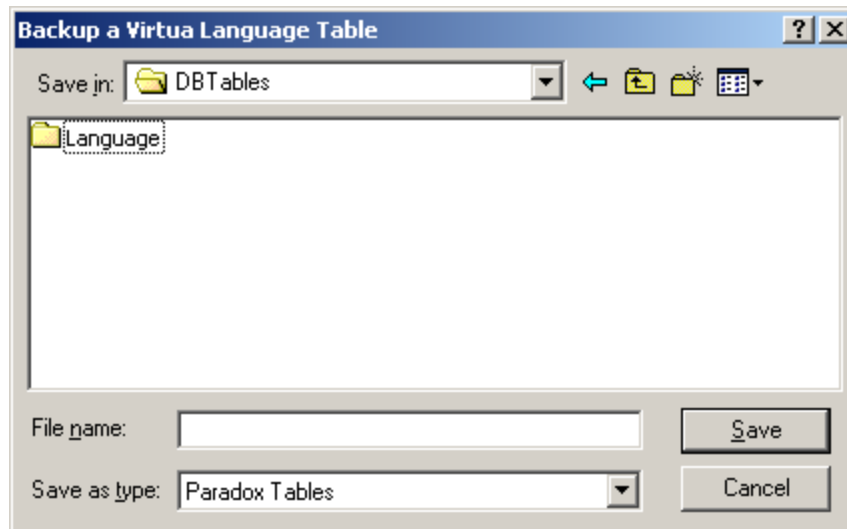 Backup a Virtua Language Table
Save in: DBTables
Language
File name:
Save
Save as type: Paradox Tables
Cancel